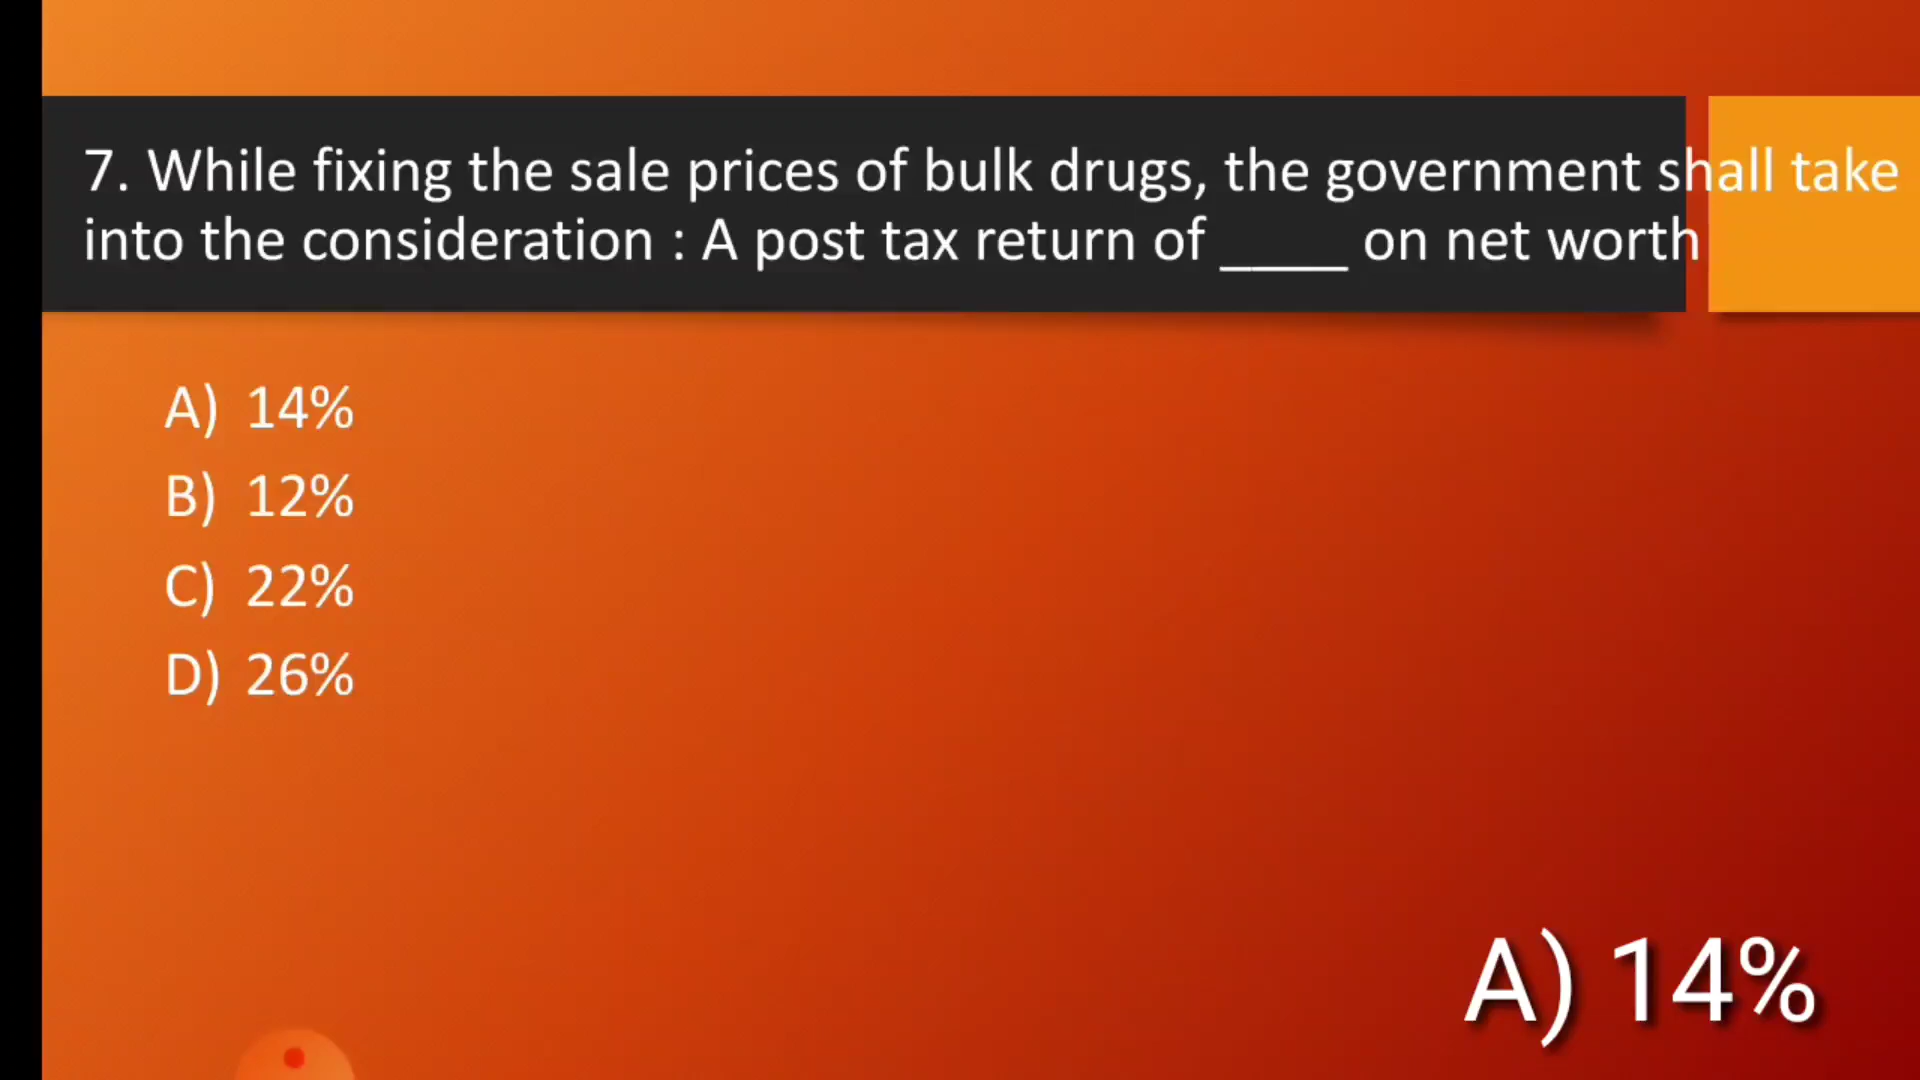 7. While fixing the sale prices of bulk drugs, the government shall take
into the consideration : A post tax return of ____ on net worth
A) 14%
B) 12%
C) 22%
D) 26%
A) 14%